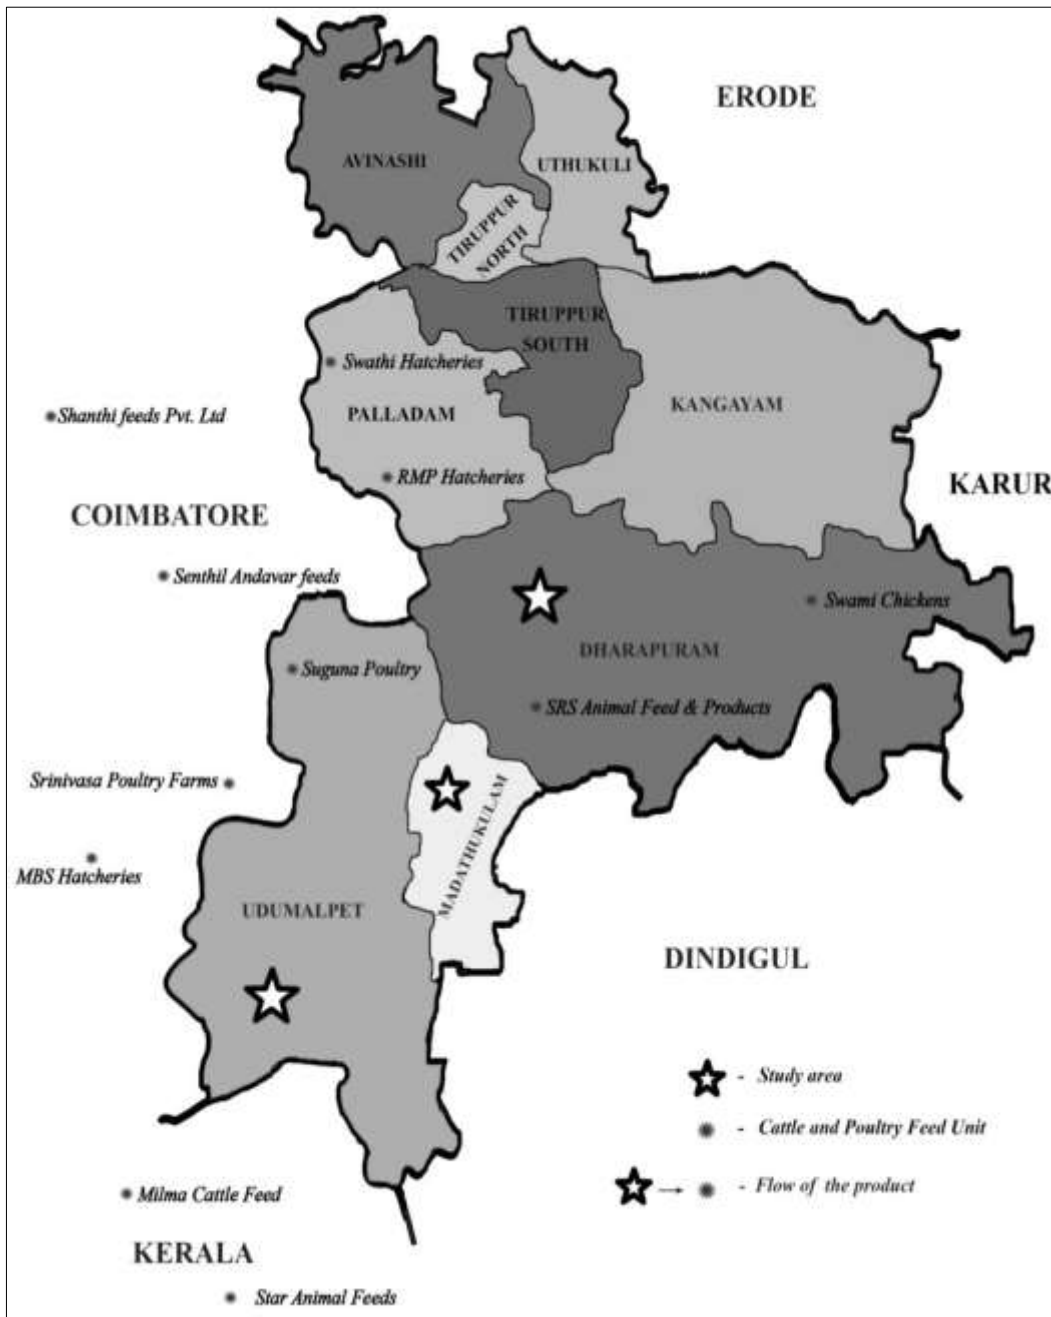 ERODE
AVINASHI
UTHUKULI
TIRUPPUR
NORTH
TIRUPPUR
SOUTH
Swathi Hatcheries
KANGAYAM
PALLADAM
Shanthi feeds Pvt. Ltd
RMP Hatcheries
KARUR
COIMBATORE
Senthil Andavar feeds
Swami Chickens
DHARAPURAM
Suguna Poultry
SRS Animal Feed & Products
Srinivasa Poultry Farms
MADATHUKULAM
MBS Hatcheries
UDUMALPET
DINDIGUL
- Study area
- Cattle and Poultry Feed Unit
→ - Flow of the product
Milma Cattle Feed
KERALA
Star Animal Feeds